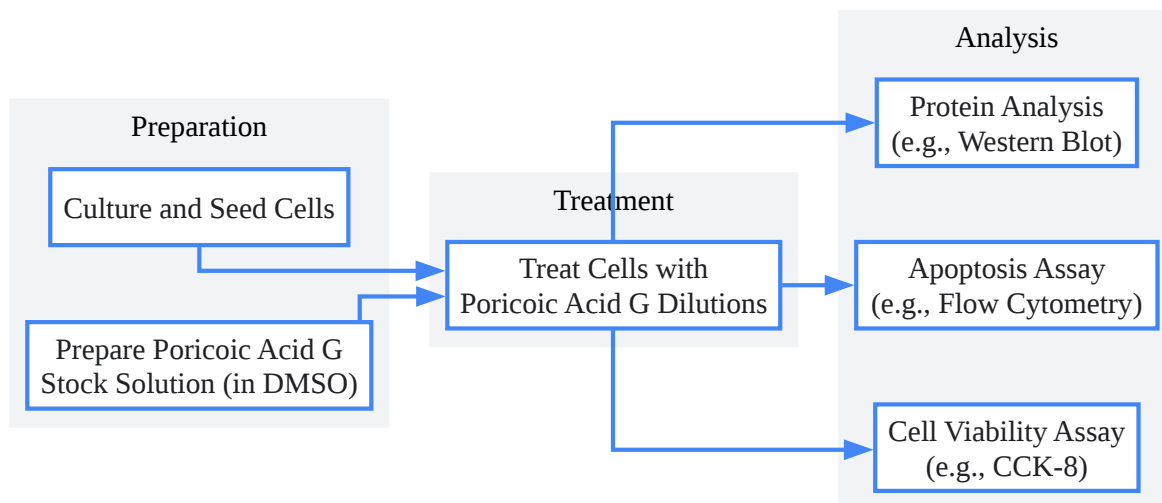 Preparation
Culture and Seed Cells
Prepare Poricoic Acid G
Stock Solution (in DMSO)
Treatment
Treat Cells with
Poricoic Acid G Dilutions
Analysis
Protein Analysis
(e.g., Western Blot)
Apoptosis Assay
(e.g., Flow Cytometry)
Cell Viability Assay
(e.g., CCK-8)